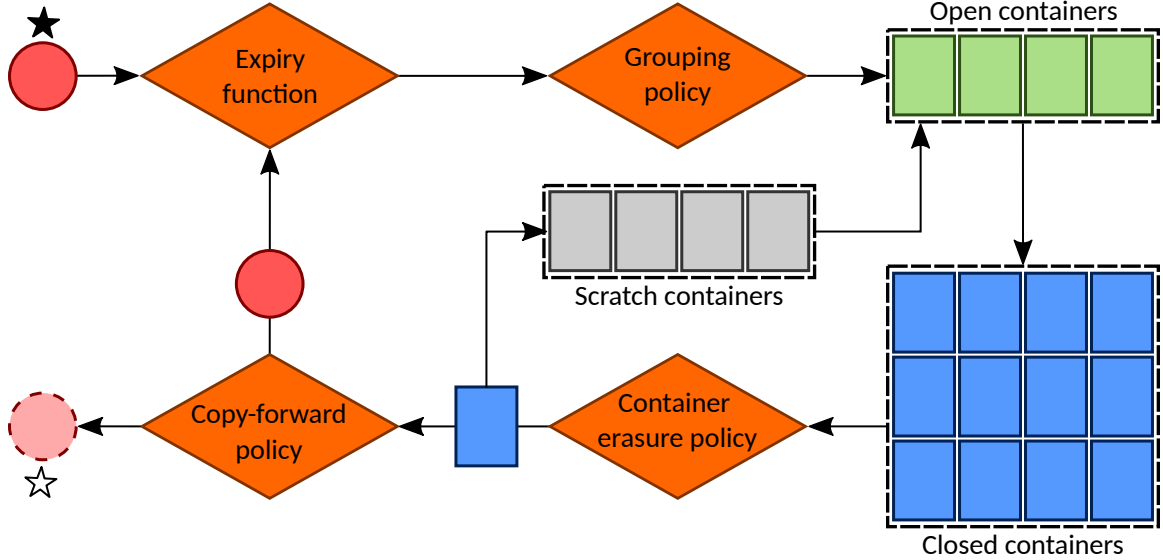 Open containers
Expiry
function
Grouping
policy
Scratch containers
Copy-forward
policy
Container
erasure policy
Closed containers